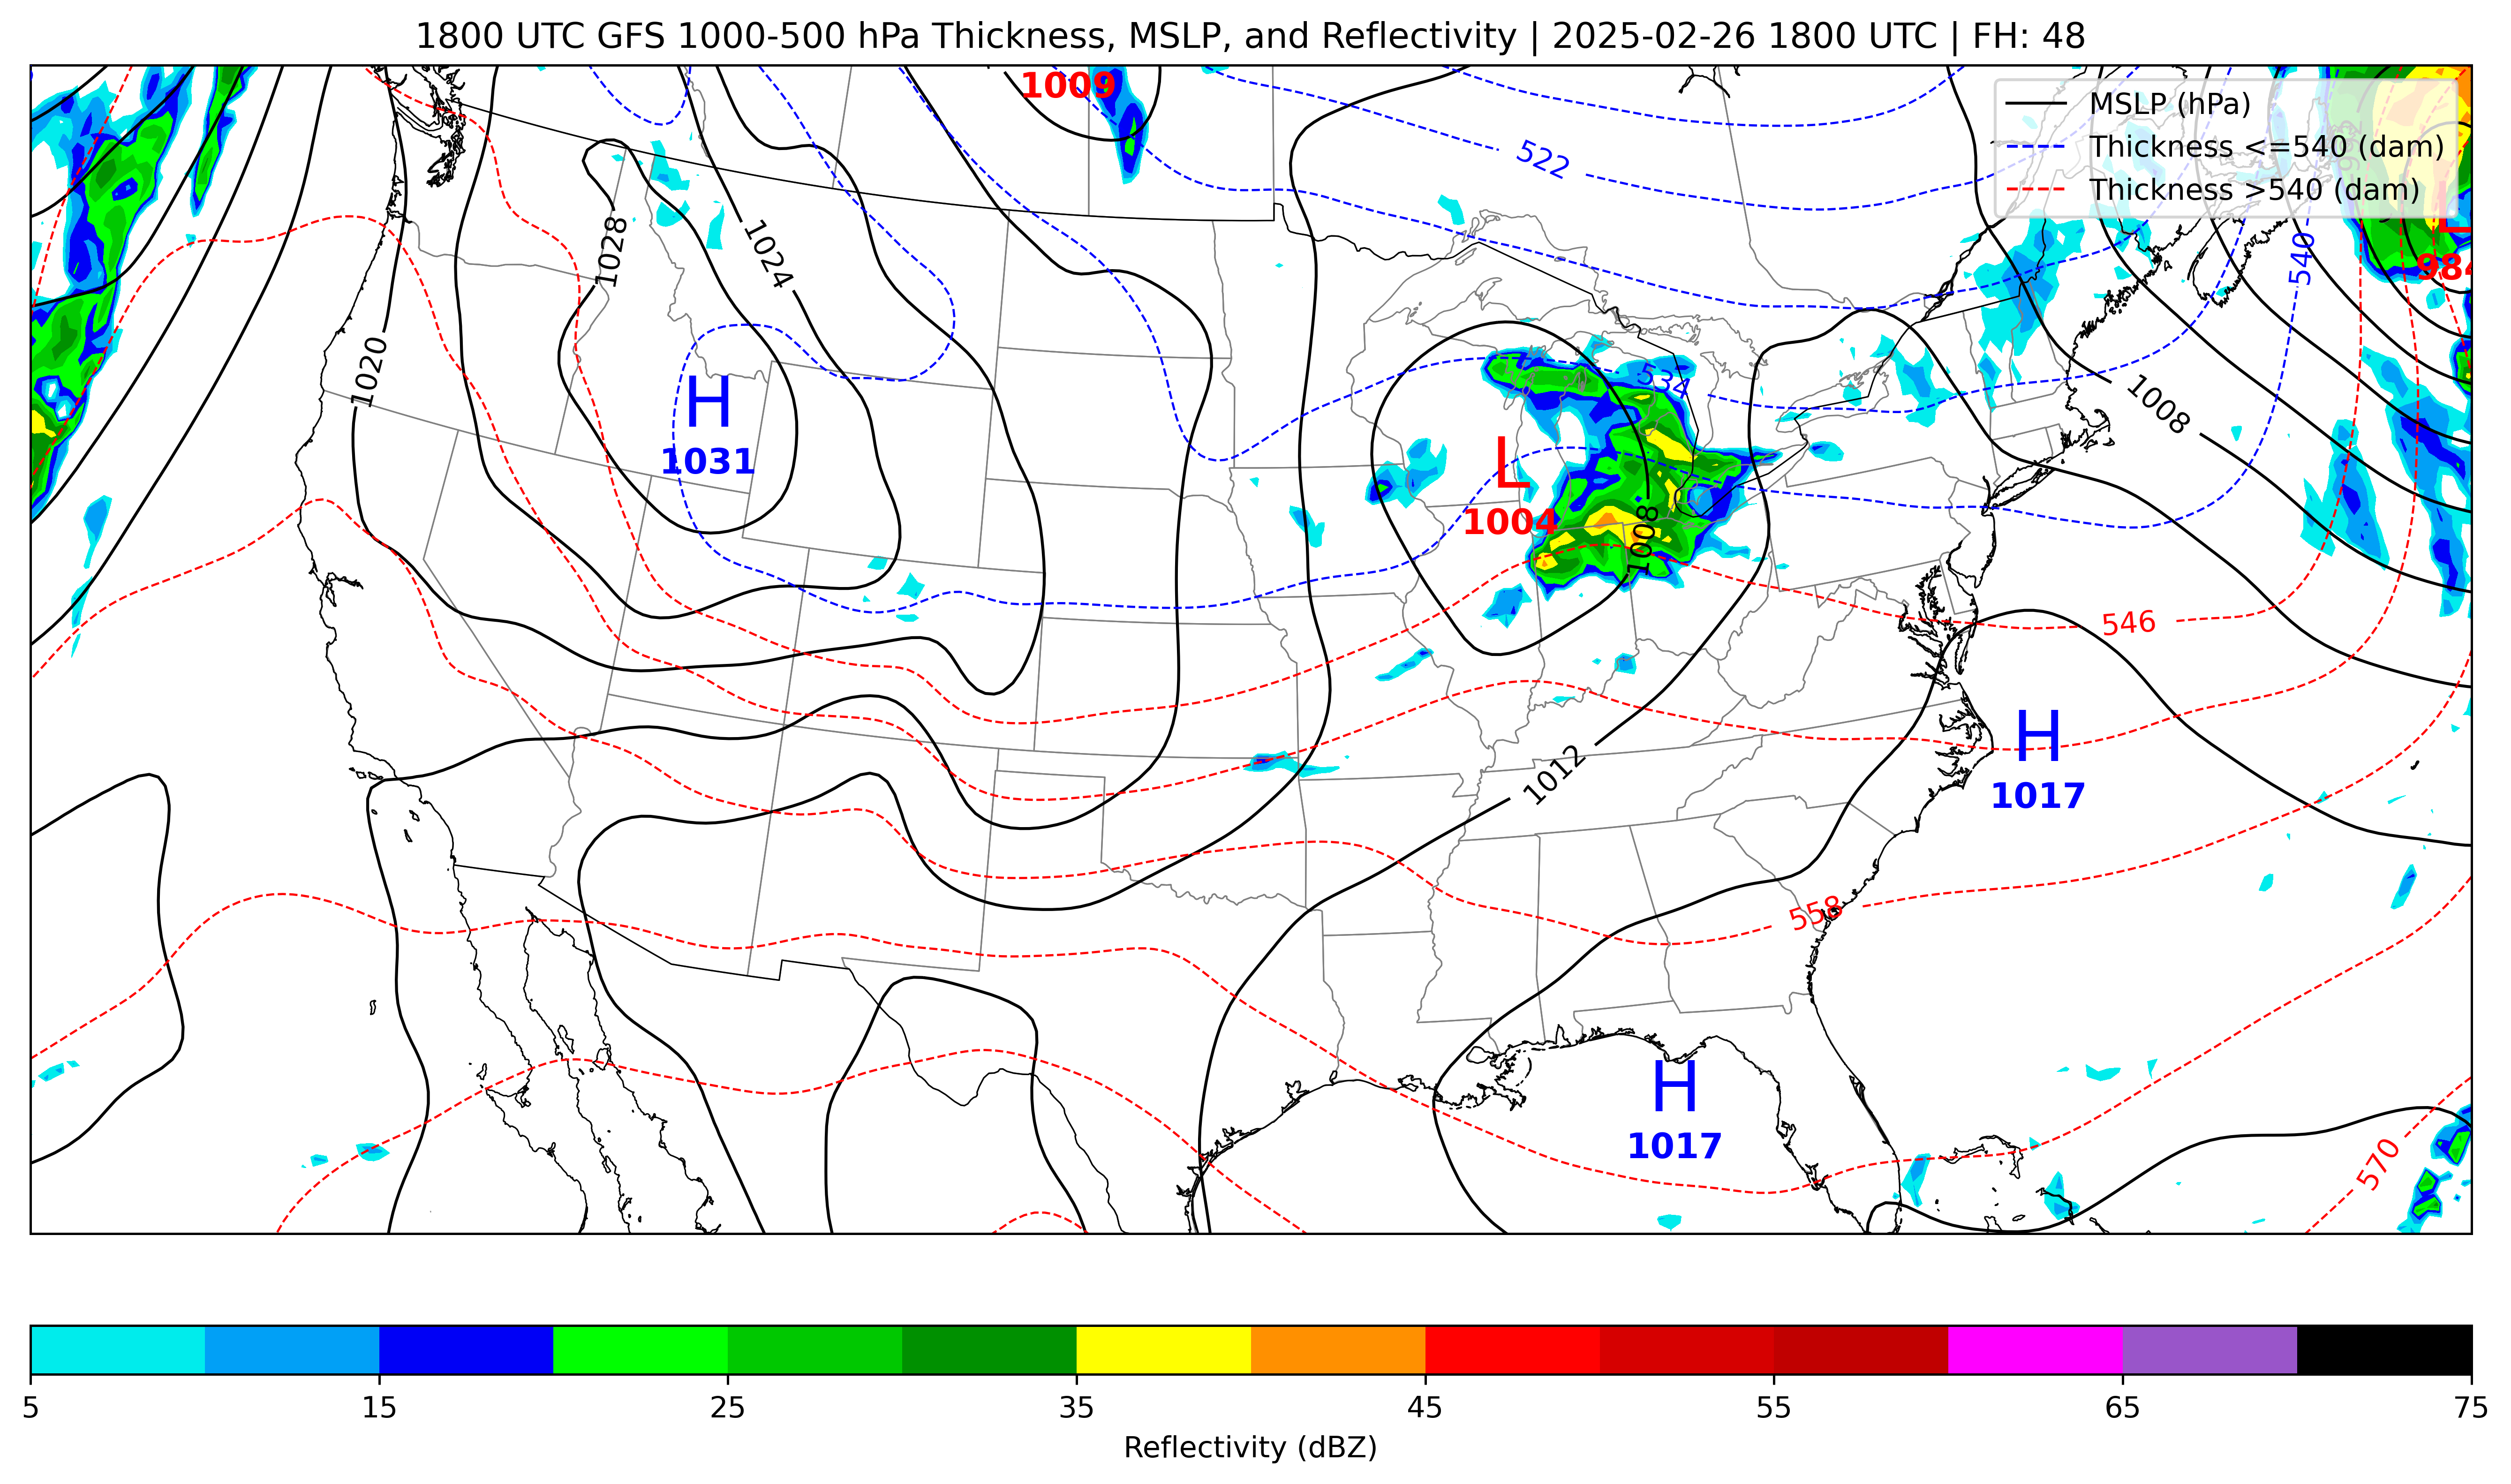 1800 UTC GFS 1000-500 hPa Thickness, MSLP, and Reflectivity | 2025-02-26 1800 UTC | FH: 48
1009
MSLP (hPa)
Thickness <=540 (dam)
Thickness >540 (dam)
522
L
984
1028
1024
540
1020
534
H
1031
1008
L
1004
1008
546
H
1017
1012
558
H
1017
570
5 15 25 35 45 55 65 75
Reflectivity (dBZ)